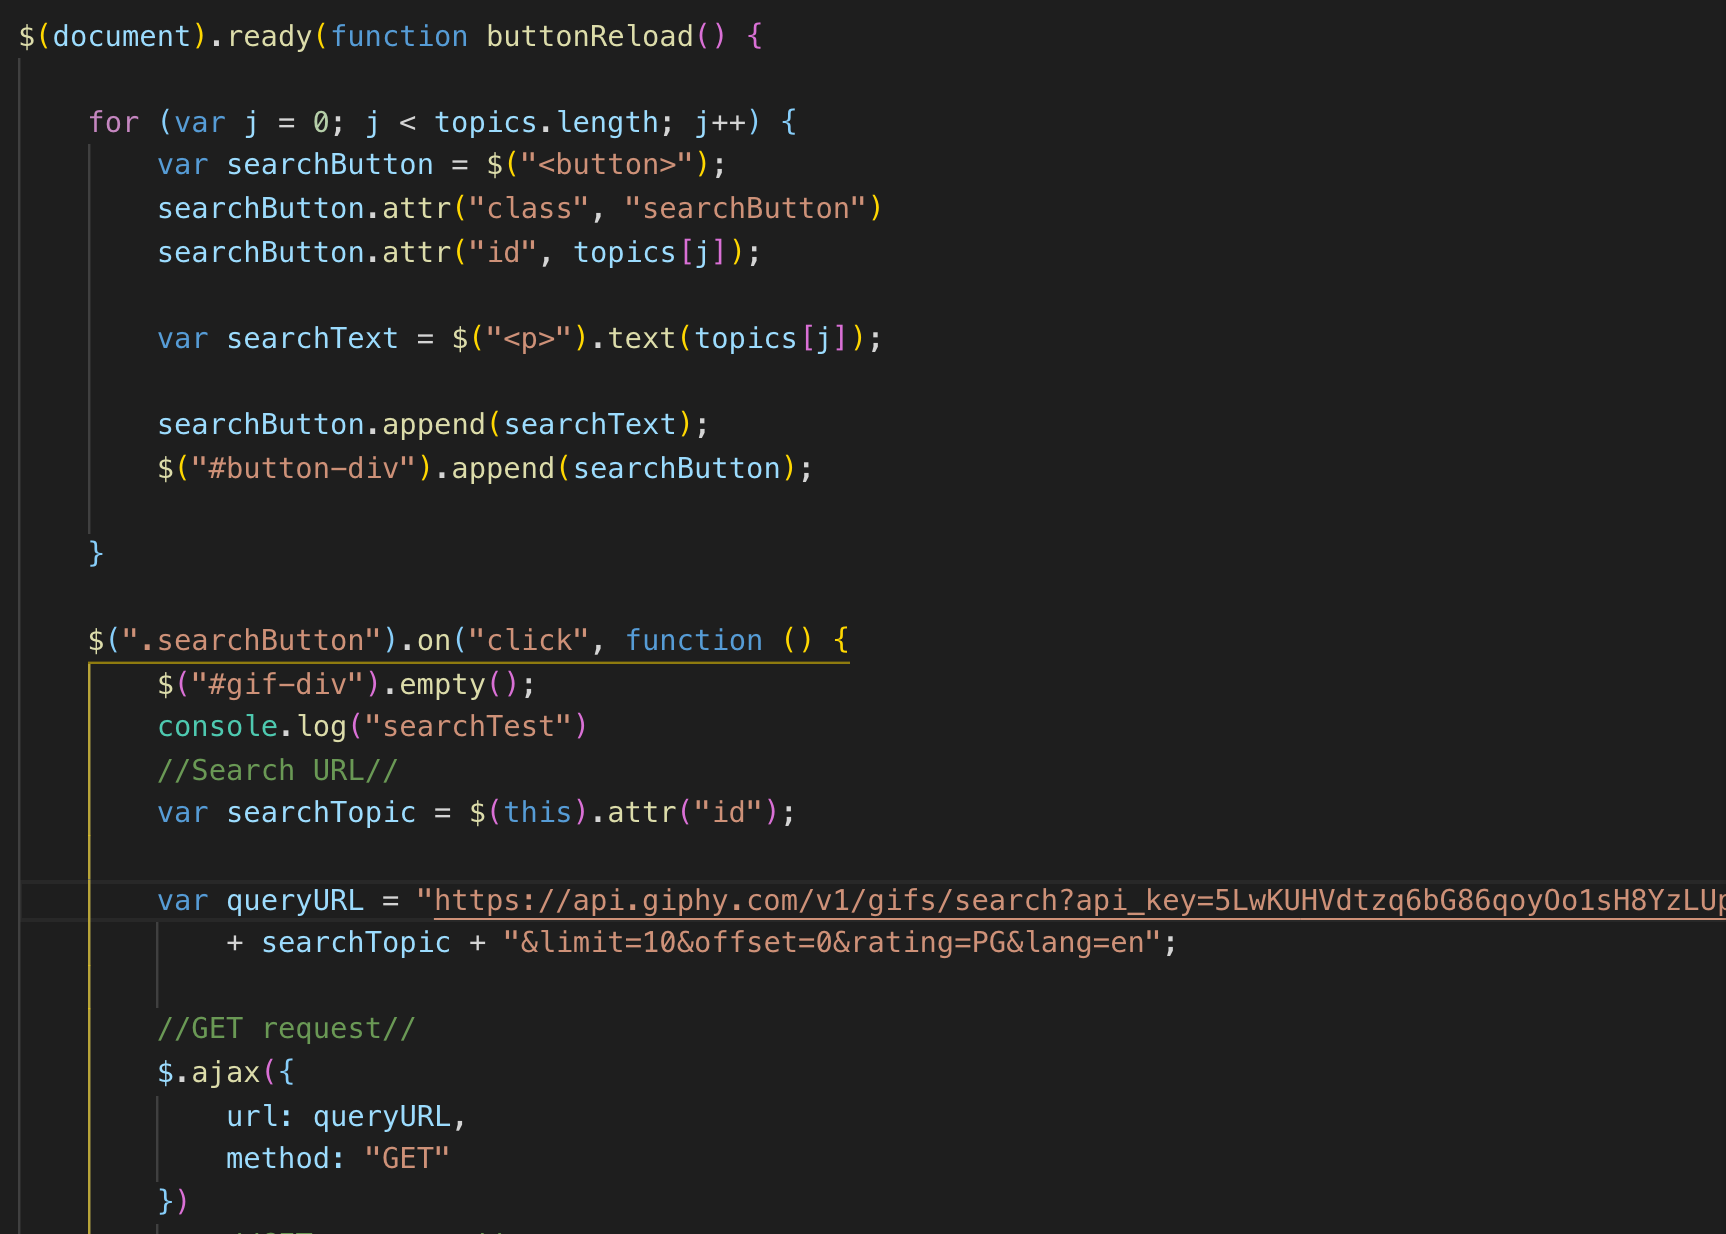 $(document).ready(function buttonReload() {
for (var j = 0; j < topics.length; j++) {
var searchButton = $("<button>");
searchButton.attr("class", "searchButton")
searchButton.attr("id", topics[j]);
var searchText = $("<p>").text(topics[j]);
searchButton.append(searchText);
$("#button-div").append(searchButton);
}
$(".searchButton").on("click", function () {
$("#gif-div").empty();
console.log("searchTest")
//Search URL//
var searchTopic = $(this).attr("id");
var queryURL = "https://api.giphy.com/v1/gifs/search?api_key=5LwKUHVdtzq6bG86qoyOo1sH8YzLUp
+ searchTopic + "&limit=10&offset=0&rating=PG&lang=en";
//GET request//
$.ajax({
url: queryURL,
method: "GET"
})